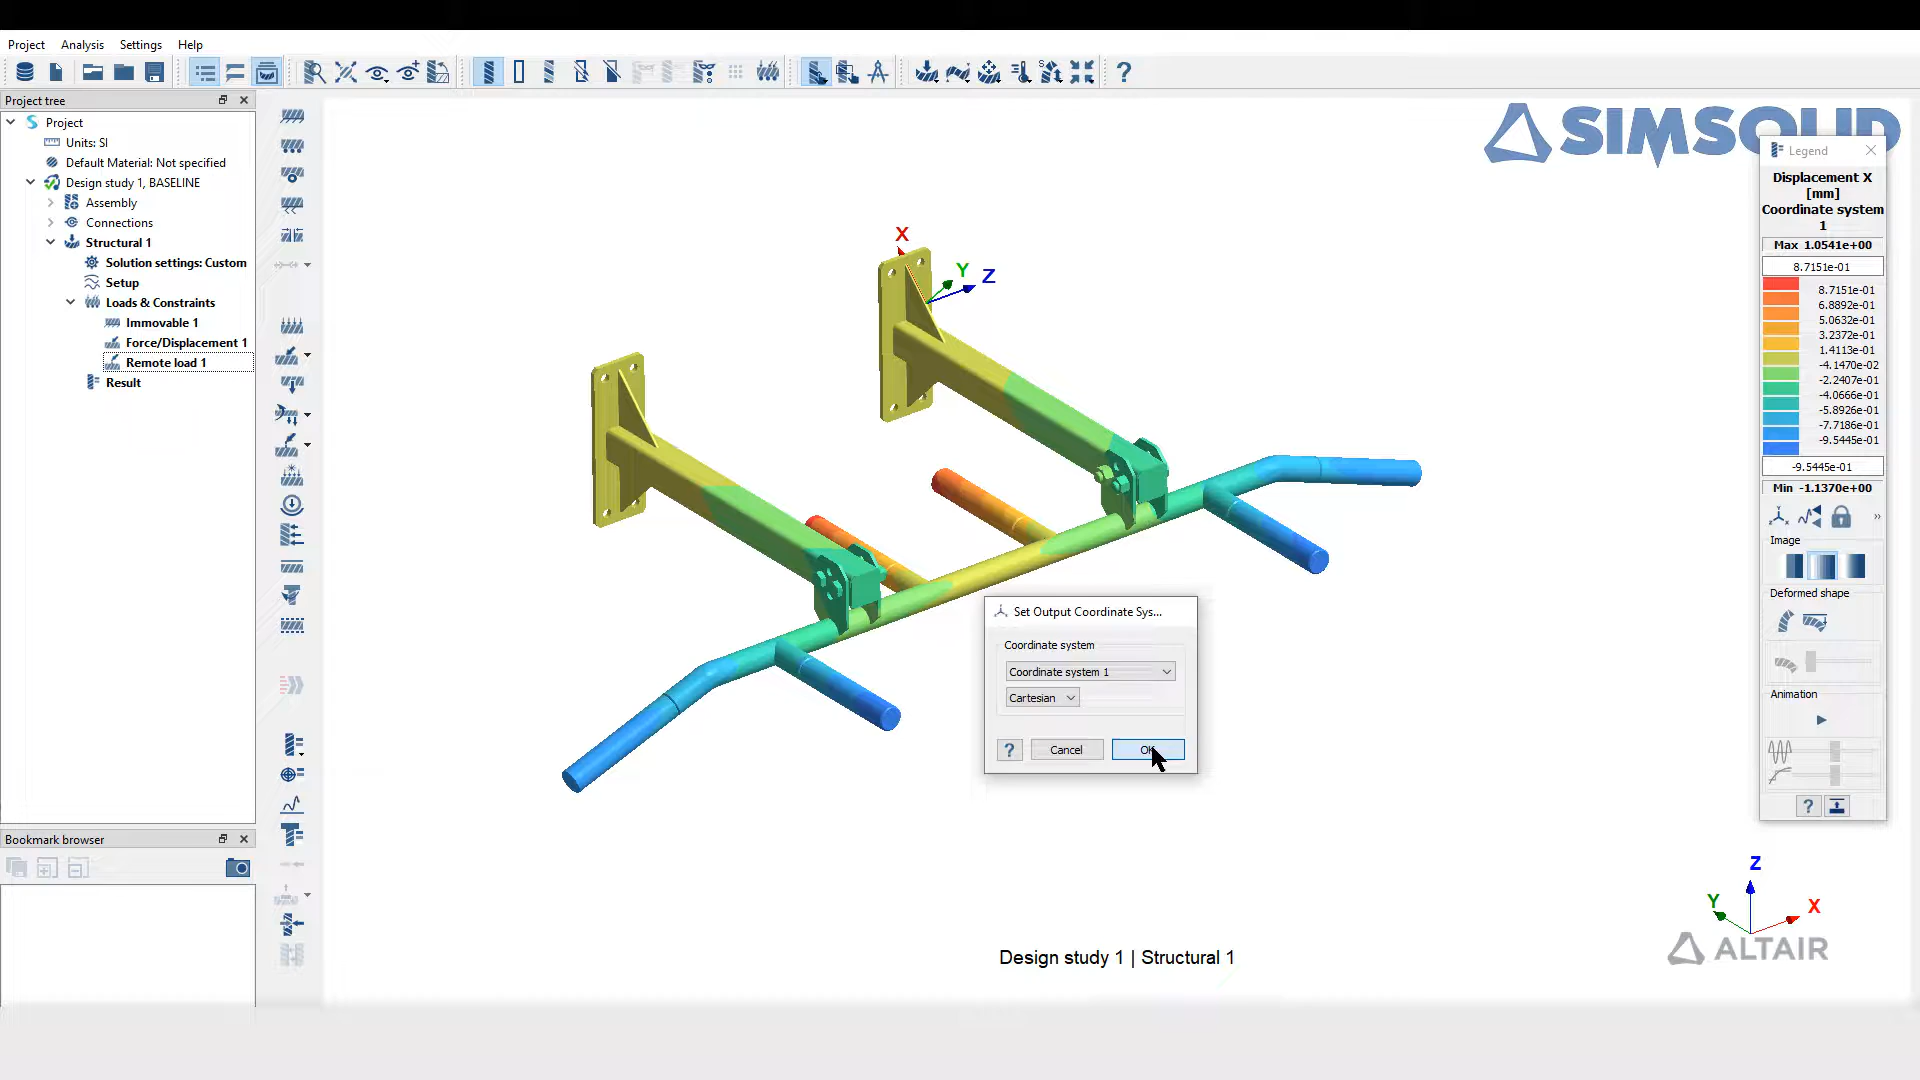 Project Analysis Settings Help
Project tree
Project
Units: SI
Default Material: Not specified
Design study 1, BASELINE
Assembly
Connections
Structural 1
Solution settings: Custom
Setup
Loads & Constraints
Immovable 1
Force/Displacement 1
Remote load 1
Result
Bookmark browser
X
Y
Z
SIMSOLID
Legend
Displacement X
[mm]
Coordinate system
1
Max 1.0541e+00
8.7151e-01
8.7151e-01
6.8892e-01
5.0632e-01
3.2372e-01
1.4113e-01
-4.1470e-02
-2.2407e-01
-4.0666e-01
-5.8926e-01
-7.7186e-01
-9.5445e-01
-9.5445e-01
Min -1.1370e+00
Image
Deformed shape
Animation
Set Output Coordinate Sys...
Coordinate system
Coordinate system 1
Cartesian
? Cancel OK
Z
Y
X
ALTAIR
Design study 1 | Structural 1